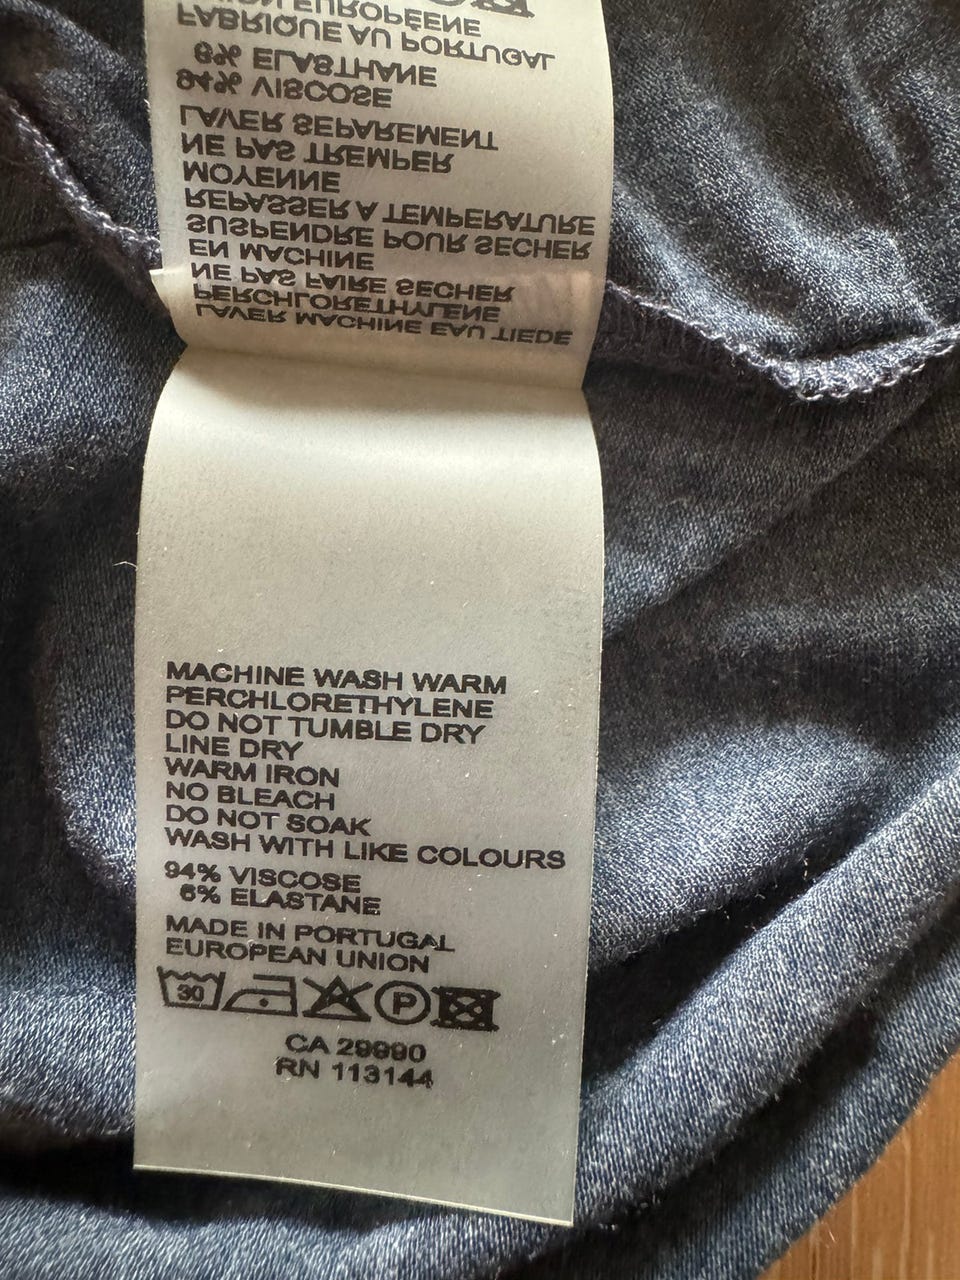 LAVER MACHINE EAU TIEDE
PERCHLORETHYLENE
NE PAS FAIRE SECHER
EN MACHINE
SUSPENDRE POUR SECHER
REPASSER A TEMPERATURE
MOYENNE
NE PAS TREMPER
LAVER SEPAREMENT
94% VISCOSE
6% ELASTHANE
FABRIQUE AU PORTUGAL
EUROPÉENE
MACHINE WASH WARM
PERCHLORETHYLENE
DO NOT TUMBLE DRY
LINE DRY
WARM IRON
NO BLEACH
DO NOT SOAK
WASH WITH LIKE COLOURS
94% VISCOSE
6% ELASTANE
MADE IN PORTUGAL
EUROPEAN UNION
30 P
CA 29990
RN 113144